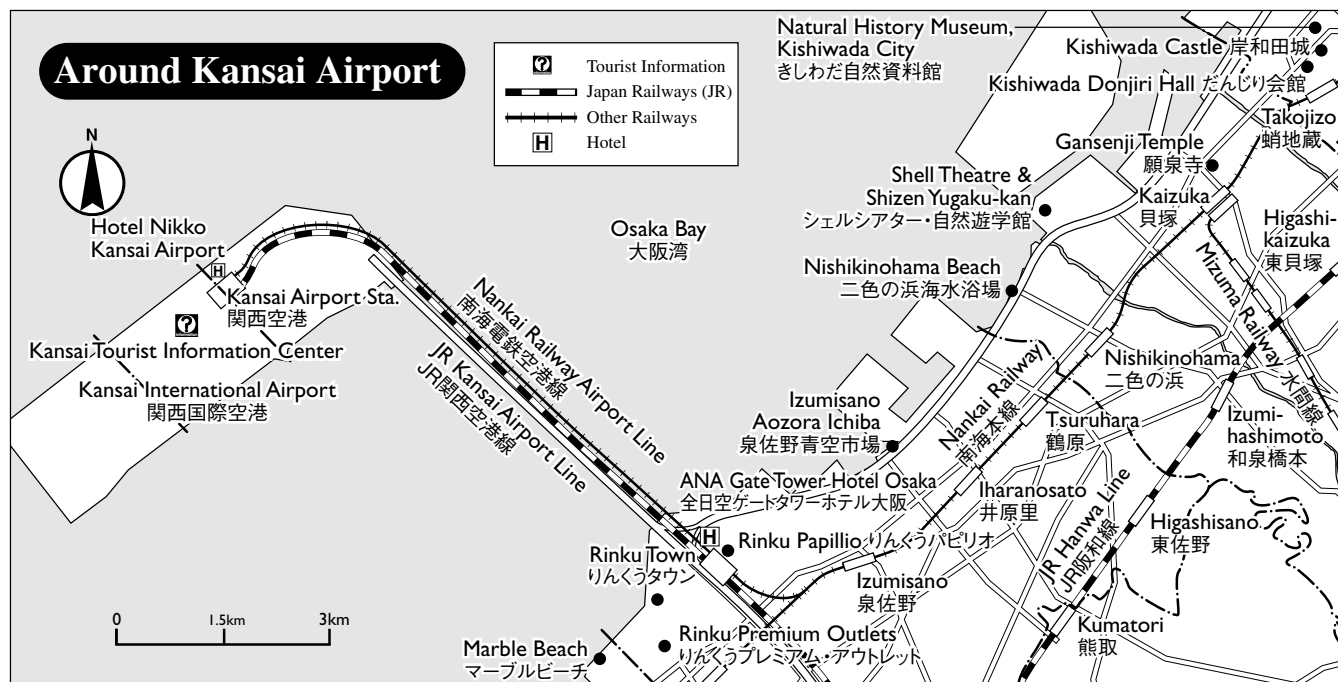 Around Kansai Airport
Tourist Information
Japan Railways (JR)
Other Railways
H Hotel
N
Natural History Museum,
Kishiwada City
きしわだ自然資料館
Kishiwada Castle 岸和田城
Kishiwada Donjiri Hall だんじり会館
Takojizo
蛸地蔵
Gansenji Temple
願泉寺
Shell Theatre &
Shizen Yugaku-kan
シェルシアター・自然遊学館
Kaizuka
貝塚
Higashi-
kaizuka
東貝塚
Hotel Nikko
Kansai Airport
H
Osaka Bay
大阪湾
Nishikinohama Beach
二色の浜海水浴場
Mizuma Railway 水間線
Kansai Airport Sta.
関西空港
?
Kansai Tourist Information Center
Kansai International Airport
関西国際空港
Nankai Railway Airport Line
南海電鉄空港線
JR Kansai Airport Line
JR関西空港線
Nankai Railway
南海本線
Nishikinohama
二色の浜
Izumisano
Aozora Ichiba
泉佐野青空市場
Tsuruhara
鶴原
Izumi-
hashimoto
和泉橋本
ANA Gate Tower Hotel Osaka
全日空ゲートタワーホテル大阪
Iharanosato
井原里
JR Hanwa Line
JR阪和線
Higashisano
東佐野
H
Rinku Papillio りんくうパピリオ
Rinku Town
りんくうタウン
Izumisano
泉佐野
Kumatori
熊取
0 1.5km 3km
Rinku Premium Outlets
りんくうプレミアム・アウトレット
Marble Beach
マーブルビーチ